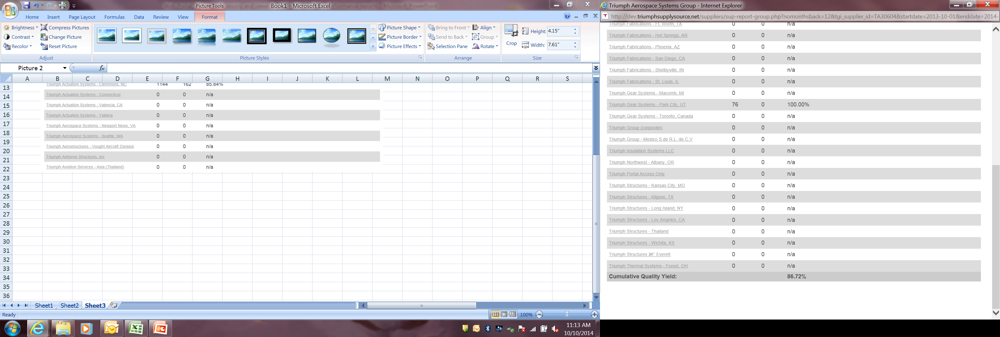 Picture Tools
Book1 - Microsoft Excel
Home Insert Page Layout Formulas Data Review View Format
Brightness
Contrast
Recolor
Compress Pictures
Change Picture
Reset Picture
Adjust
Picture Styles
Picture Shape
Picture Border
Picture Effects
Bring to Front
Send to Back
Selection Pane
Align
Group
Rotate
Arrange
Crop
Height: 4.15"
Width: 7.61"
Size
Picture 2
fx
A B C D E F G H I J K L M N O P Q R S
13 Triumph Actuation Systems - Clemmons, NC 1144 162 85.84%
14 Triumph Actuation Systems - Connecticut 0 0 n/a
15 Triumph Actuation Systems - Valencia, CA 0 0 n/a
16 Triumph Actuation Systems - Yakima 0 0 n/a
17 Triumph Aerospace Systems - Newport News, VA 0 0 n/a
18 Triumph Aerospace Systems - Seattle, WA 0 0 n/a
19 Triumph Aerostructures - Vought Aircraft Division 0 0 n/a
20
21 Triumph Airborne Structures, Inc 0 0 n/a
22 Triumph Aviation Services - Asia (Thailand) 0 0 n/a
23
24
25
26
27
28
29
30
31
32
33
34
35
36
Sheet1 Sheet2 Sheet3
Ready
100%
11:13 AM
10/10/2014
Triumph Aerospace Systems Group - Internet Explorer
http://dev.triumphsupplysource.net/suppliers/sup-report-group.php?nomonthsback=12&tgi_supplier_id=TA30604&startdate=2013-10-01&enddate=2014-
Triumph Fabrications - Ft. Worth, TX 0 0 n/a
Triumph Fabrications - Hot Springs, AR 0 0 n/a
Triumph Fabrications - Phoenix, AZ 0 0 n/a
Triumph Fabrications - San Diego, CA 0 0 n/a
Triumph Fabrications - Shelbyville, IN 0 0 n/a
Triumph Fabrications - St. Louis, IL 0 0 n/a
Triumph Gear Systems - Macomb, MI 0 0 n/a
Triumph Gear Systems - Park City, UT 76 0 100.00%
Triumph Gear Systems - Toronto, Canada 0 0 n/a
Triumph Group (corporate) 0 0 n/a
Triumph Group - Mexico S.de R.L. de C.V 0 0 n/a
Triumph Insulation Systems LLC 0 0 n/a
Triumph Northwest - Albany, OR 0 0 n/a
Triumph Portal Access Only 0 0 n/a
Triumph Structures - Kansas City, MO 0 0 n/a
Triumph Structures - Kilgore, TX 0 0 n/a
Triumph Structures - Long Island, NY 0 0 n/a
Triumph Structures - Los Angeles, CA 0 0 n/a
Triumph Structures - Thailand 0 0 n/a
Triumph Structures - Wichita, KS 0 0 n/a
Triumph Structures â€“ Everett 0 0 n/a
Triumph Thermal Systems - Forest, OH 0 0 n/a
Cumulative Quality Yield: 86.72%